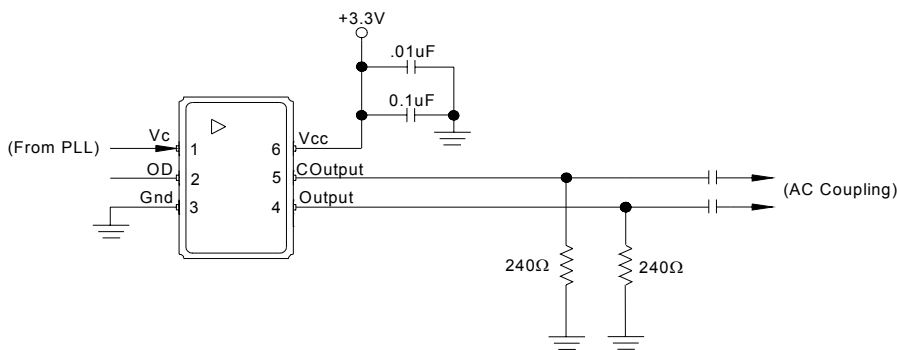 +3.3V
.01uF
0.1uF
(From PLL)
Vc
1
6
Vcc
OD
2
5
COutput
(AC Coupling)
Gnd
3
4
Output
240Ω
240Ω